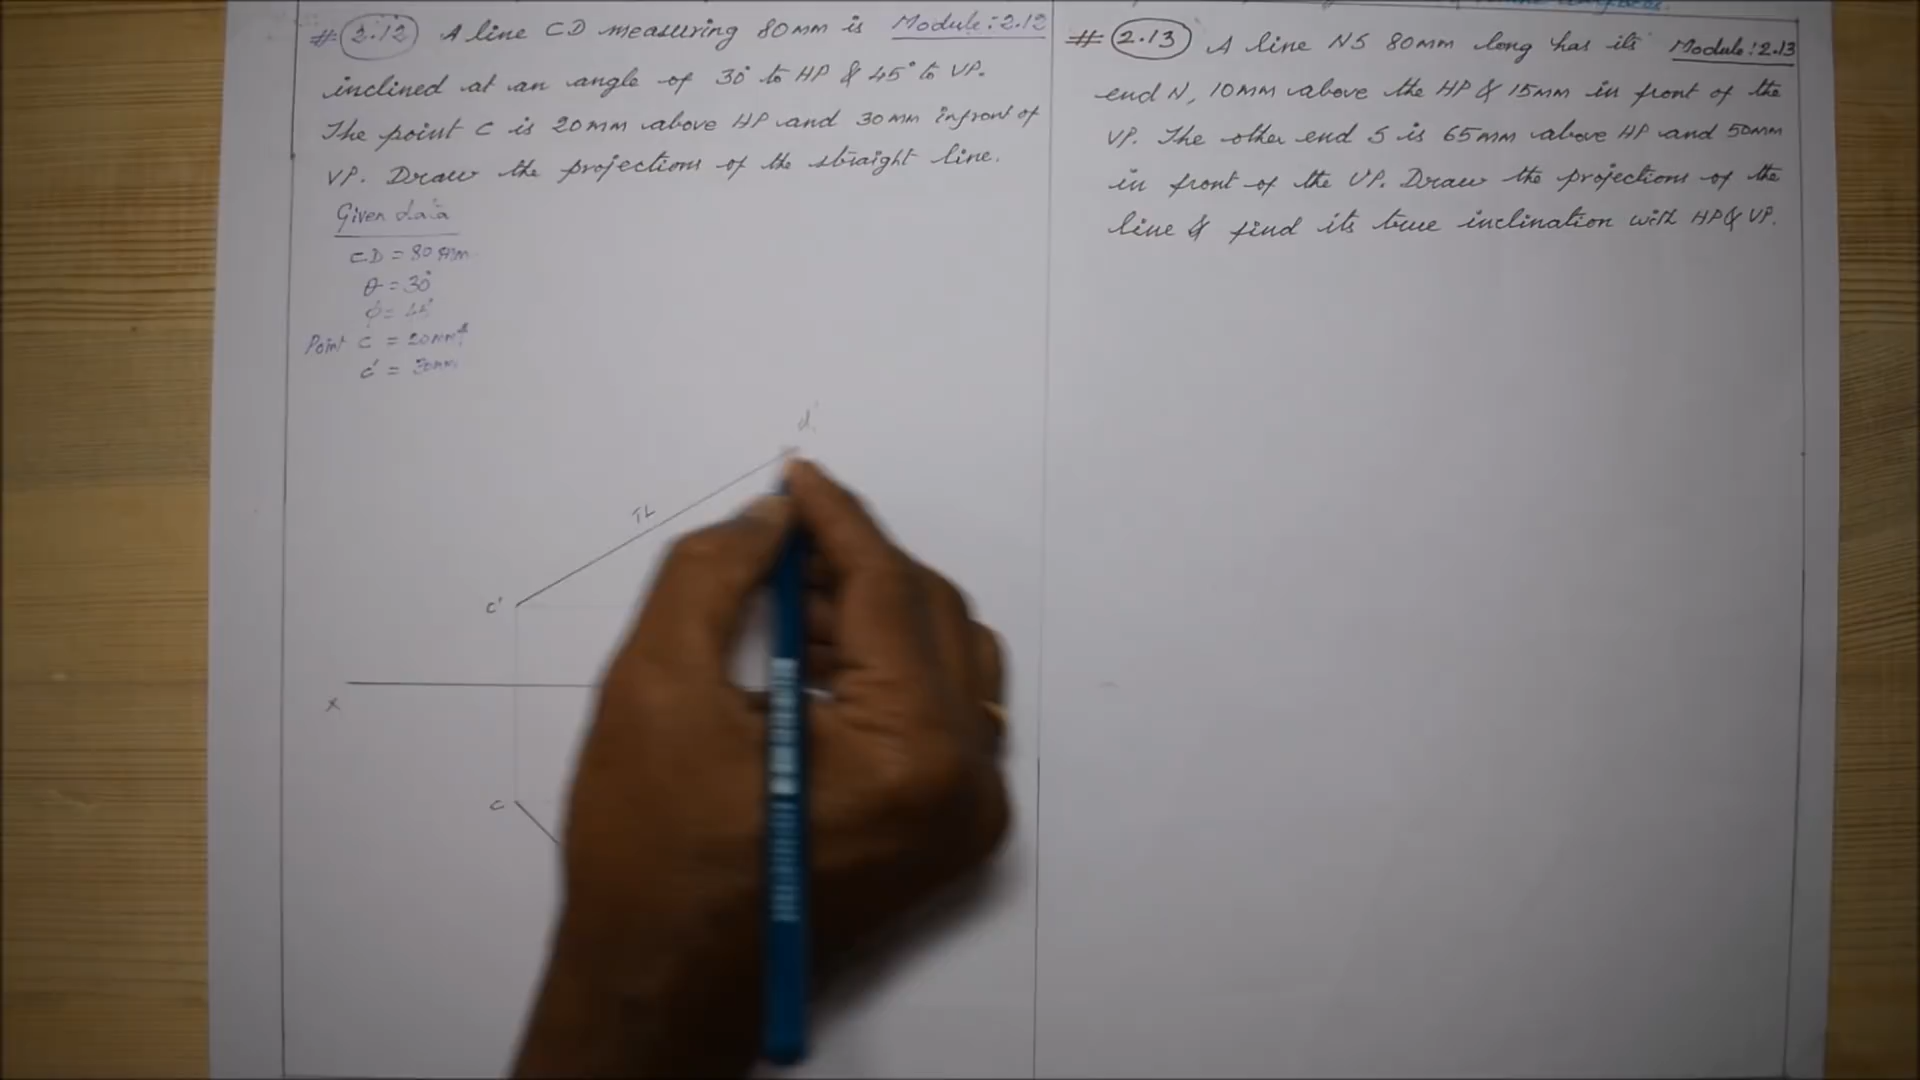 # 2.12 A line CD measuring 80mm is Module:2.12
inclined at an angle of 30° to HP & 45° to VP.
The point C is 20mm above HP and 30mm infront of
VP. Draw the projections of the straight line.
Given data
CD = 80mm
θ = 30°
φ = 45°
Point C = 20mm↑
c' = 30mm
d'
TL
c'
X
c
# 2.13 A line NS 80mm long has its Module:2.13
end N, 10mm above the HP & 15mm in front of the
VP. The other end S is 65mm above HP and 50mm
in front of the VP. Draw the projections of the
line & find its true inclination with HP & VP.